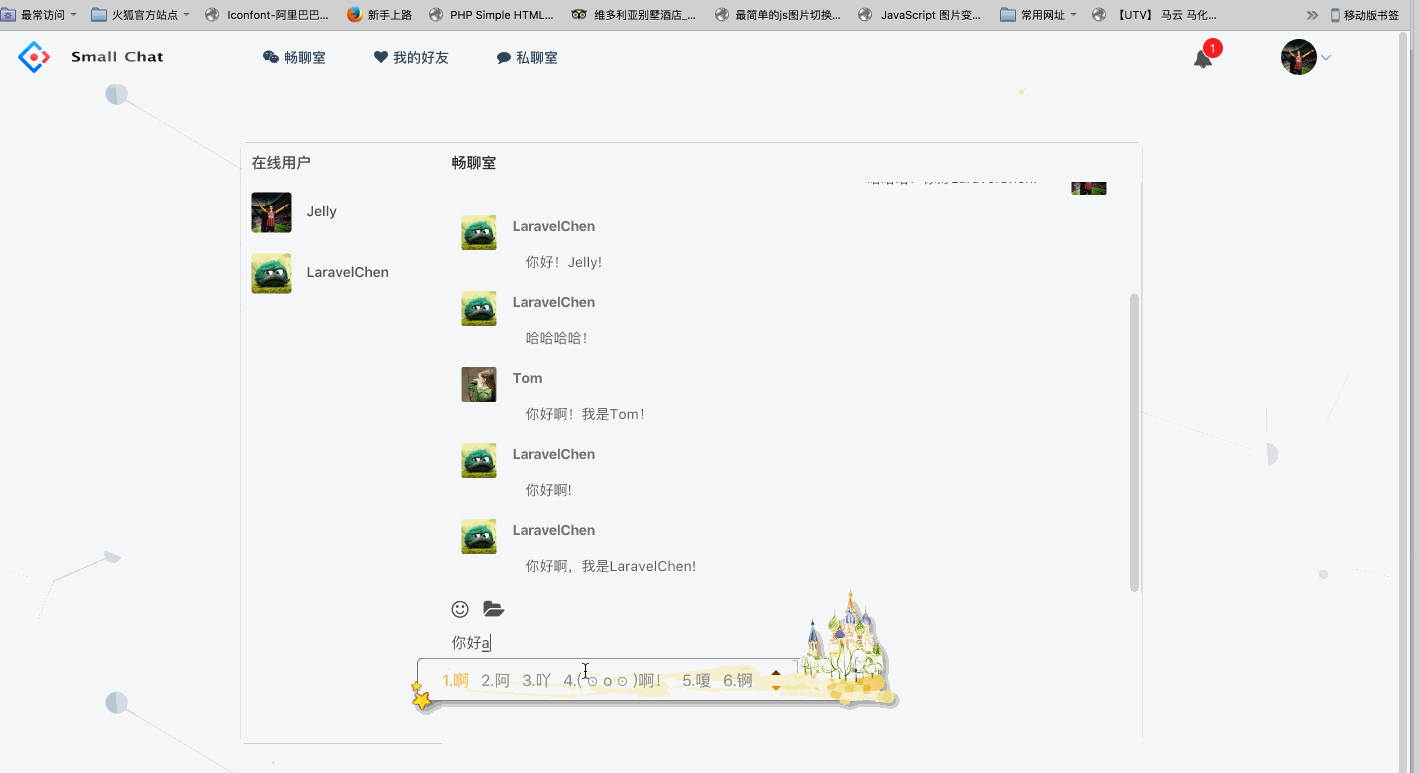 最常访问 火狐官方站点 Iconfont-阿里巴巴... 新手上路 PHP Simple HTML... 维多利亚别墅酒店_... 最简单的js图片切换... JavaScript 图片变... 常用网址 【UTV】 马云 马化... 移动版书签
Small Chat 畅聊室 我的好友 私聊室 1
在线用户 畅聊室
Jelly
LaravelChen
LaravelChen
你好！Jelly!
LaravelChen
哈哈哈哈！
Tom
你好啊！我是Tom！
LaravelChen
你好啊!
LaravelChen
你好啊，我是LaravelChen!
你好a
1.啊 2.阿 3.吖 4.(⊙o⊙)啊! 5.嗄 6.锕